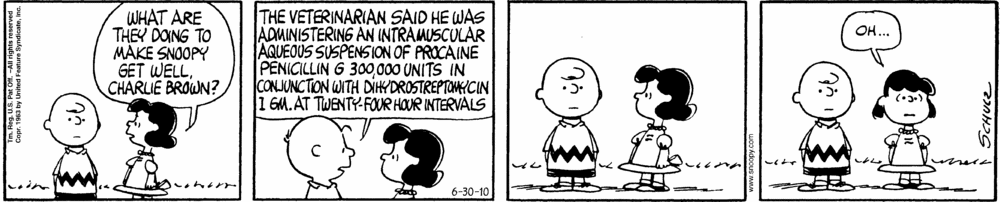 Tm. Reg. U.S. Pat Off.—All rights reserved
Copr. 1963 by United Feature Syndicate, Inc.
WHAT ARE
THEY DOING TO
MAKE SNOOPY
GET WELL,
CHARLIE BROWN?
THE VETERINARIAN SAID HE WAS
ADMINISTERING AN INTRAMUSCULAR
AQUEOUS SUSPENSION OF PROCAINE
PENICILLIN G 300,000 UNITS IN
CONJUNCTION WITH DIHYDROSTREPTOMYCIN
1 GM. AT TWENTY-FOUR HOUR INTERVALS
6-30-10
www.snoopy.com
OH...
SCHULZ